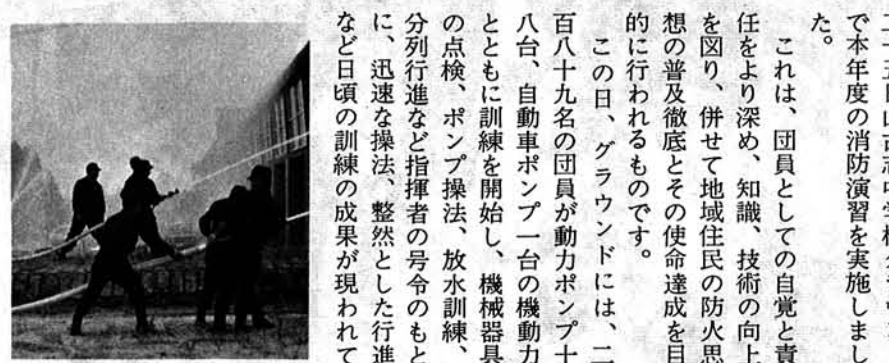 で本年度の消防演習を実施しまし
た。
これは、団員としての自覚と責
任をより深め、知識、技術の向上
を図り、併せて地域住民の防火思
想の普及徹底とその使命達成を目
的に行われるものです。
この日、グラウンドには、二
百八十九名の団員が動力ポンプ十
八台、自動車ポンプ一台の機動力
とともに訓練を開始し、機械器具
の点検、ポンプ操法、放水訓練、
分列行進など指揮者の号令のもと
に、迅速な操法、整然とした行進
など日頃の訓練の成果が現われて